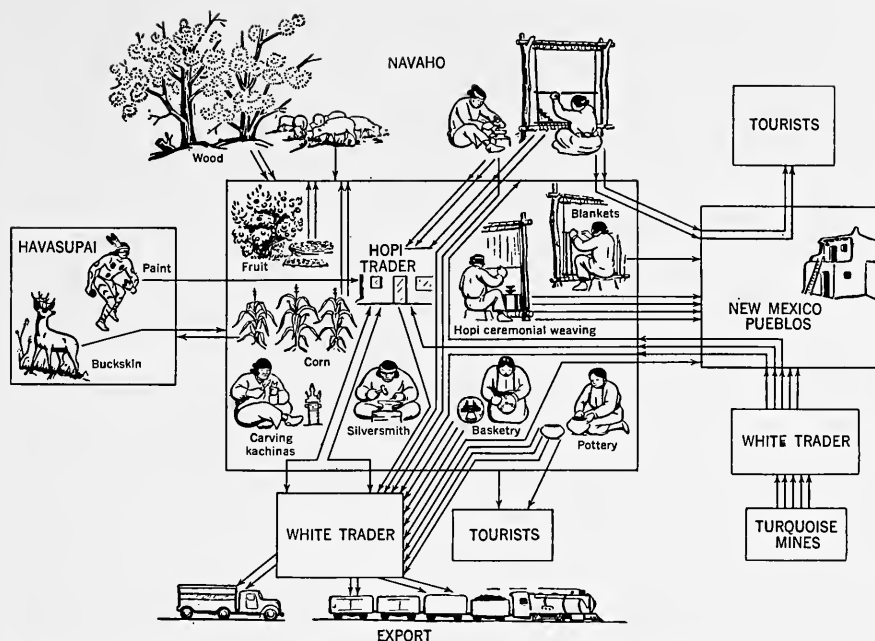 NAVAHO
Wood
TOURISTS
HAVASUPAI
Paint
Buckskin
Fruit
HOPI
TRADER
Blankets
Hopi ceremonial weaving
NEW MEXICO
PUEBLOS
Corn
Carving
kachinas
Silversmith
Basketry
Pottery
WHITE TRADER
TURQUOISE
MINES
WHITE TRADER
TOURISTS
EXPORT